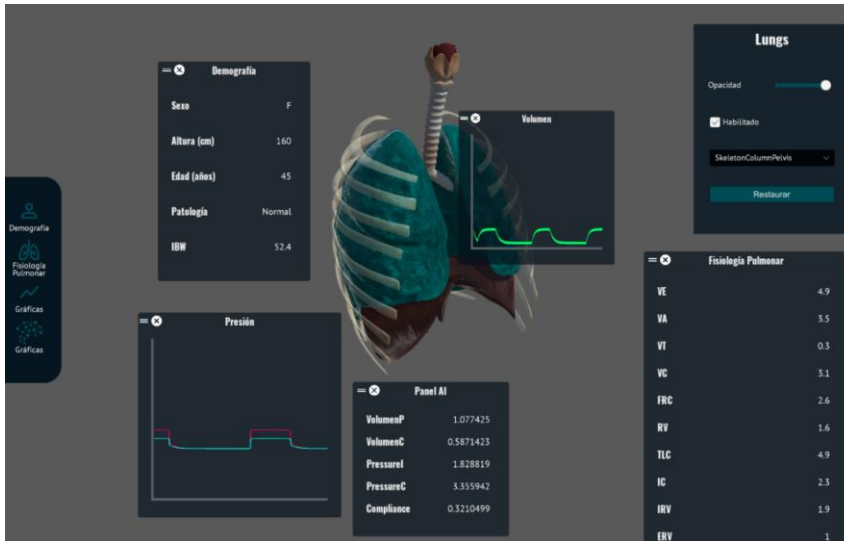 Demografía
Fisiología
Pulmonar
Gráficas
Gráficas
Demografía
Sexo F
Altura (cm) 160
Edad (años) 45
Patología Normal
IBW 52.4
Volumen
Lungs
Opacidad
Habilitado
SkeletonColumnPelvis
Restaurar
Presión
Panel AI
VolumenP 1.077425
VolumenC 0.5871423
PressureI 1.828819
PressureC 3.355942
Compliance 0.3210499
Fisiología Pulmonar
VE 4.9
VA 3.5
VT 0.3
VC 3.1
FRC 2.6
RV 1.6
TLC 4.9
IC 2.3
IRV 1.9
ERV 1